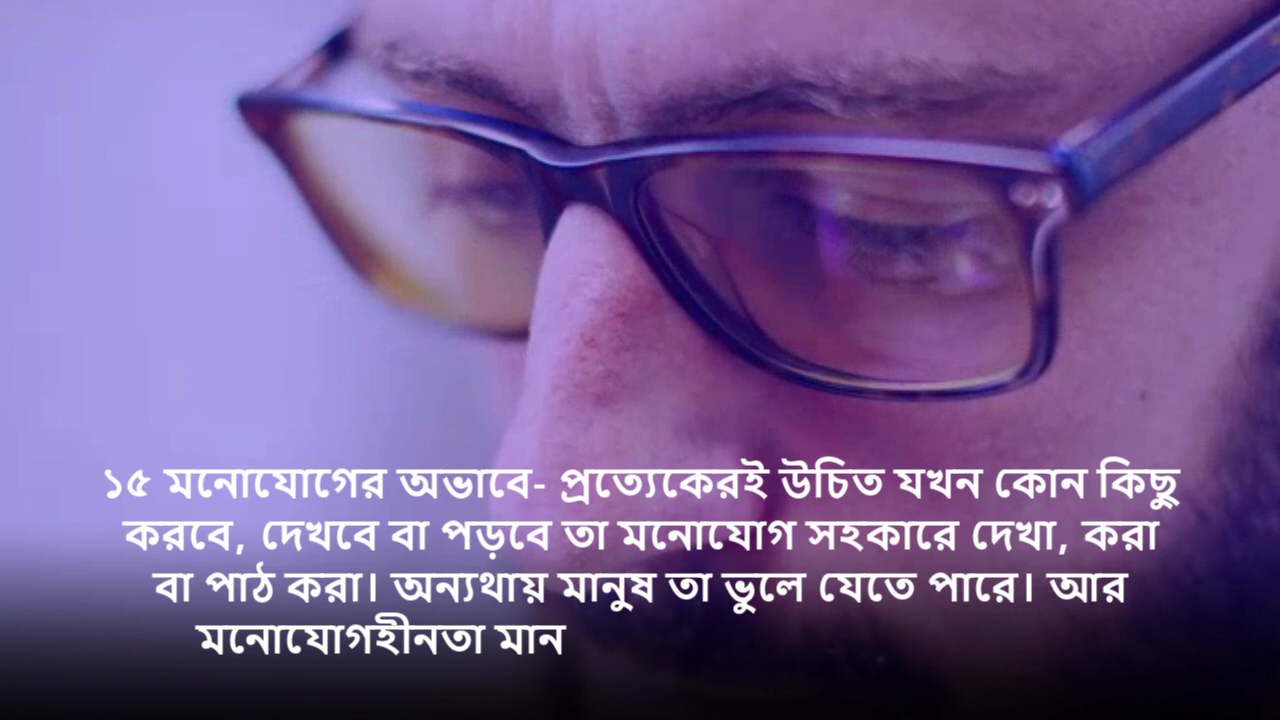 ১৫ মনোযোগের অভাবে- প্রত্যেকেরই উচিত যখন কোন কিছু
করবে, দেখবে বা পড়বে তা মনোযোগ সহকারে দেখা, করা
বা পাঠ করা। অন্যথায় মানুষ তা ভুলে যেতে পারে। আর
মনোযোগহীনতা মান